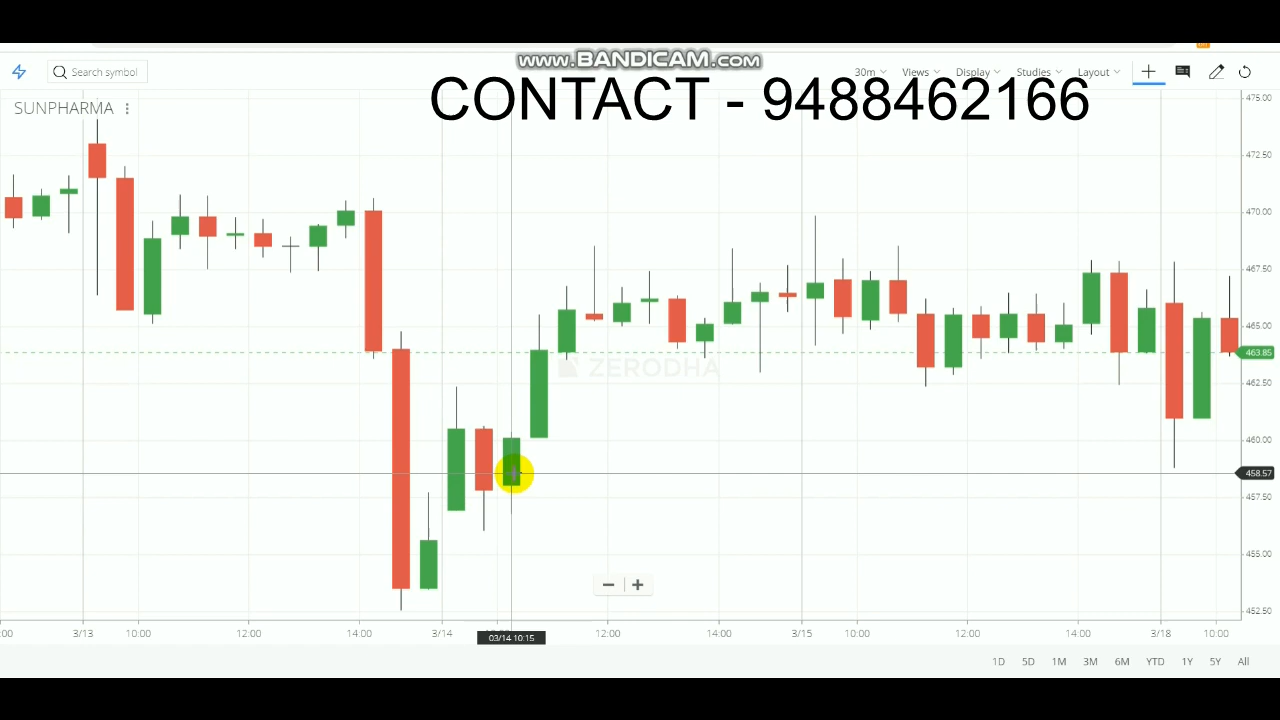 www.BANDICAM.com
Search symbol
30m Views Display Studies Layout
CONTACT - 9488462166
SUNPHARMA
475.00
472.50
470.00
467.50
465.00
463.85
462.50
460.00
458.57
457.50
455.00
452.50
ZERODHA
:00 3/13 10:00 12:00 14:00 3/14 12:00 14:00 3/15 10:00 12:00 14:00 3/18 10:00
03/14 10:15
1D 5D 1M 3M 6M YTD 1Y 5Y All